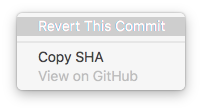 Revert This Commit
Copy SHA
View on GitHub